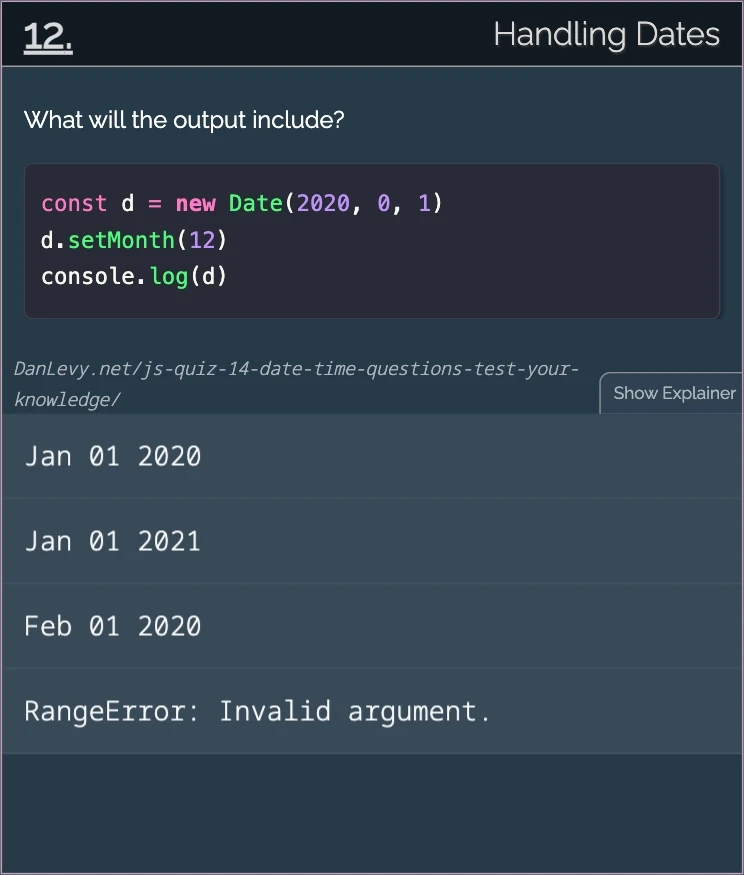 12.
Handling Dates
What will the output include?
const d = new Date(2020, 0, 1)
d.setMonth(12)
console.log(d)
DanLevy.net/js-quiz-14-date-time-questions-test-your-
knowledge/
Show Explainer
Jan 01 2020
Jan 01 2021
Feb 01 2020
RangeError: Invalid argument.